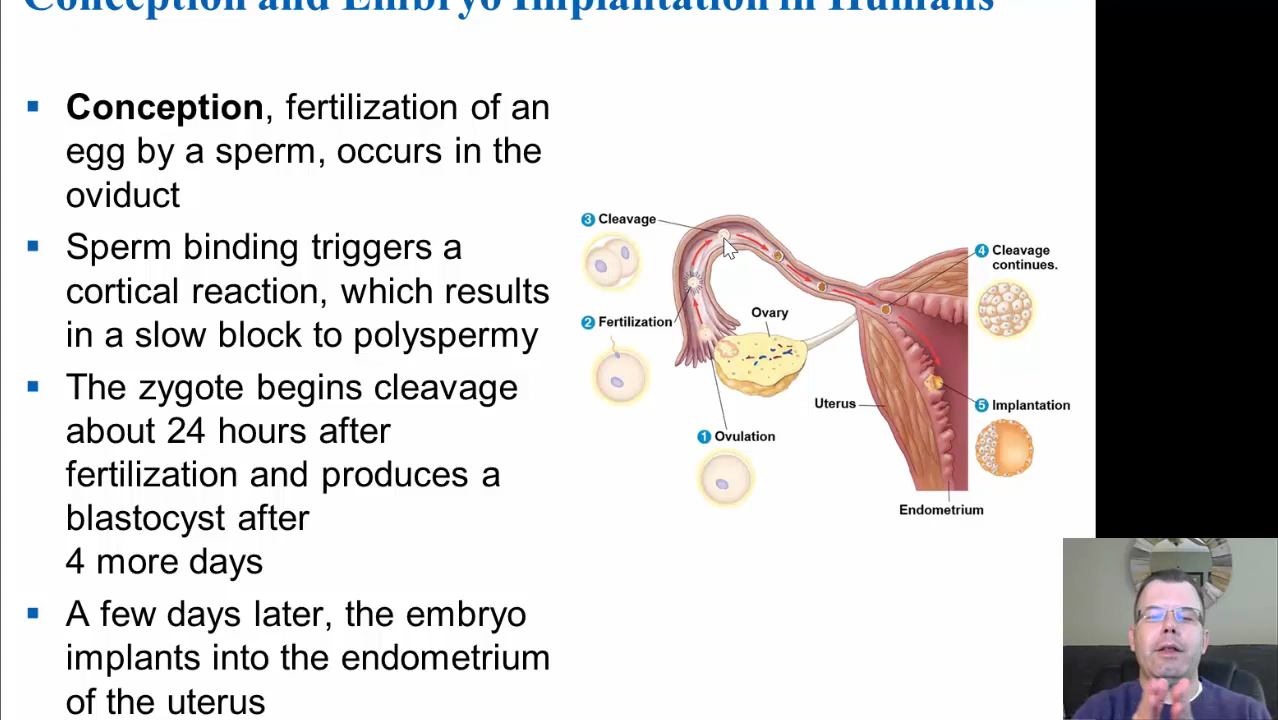 Conception and Embryo Implantation in Humans
Conception, fertilization of an
egg by a sperm, occurs in the
oviduct
Sperm binding triggers a
cortical reaction, which results
in a slow block to polyspermy
The zygote begins cleavage
about 24 hours after
fertilization and produces a
blastocyst after
4 more days
A few days later, the embryo
implants into the endometrium
of the uterus
3 Cleavage
4 Cleavage
continues.
Ovary
2 Fertilization
Uterus
5 Implantation
1 Ovulation
Endometrium